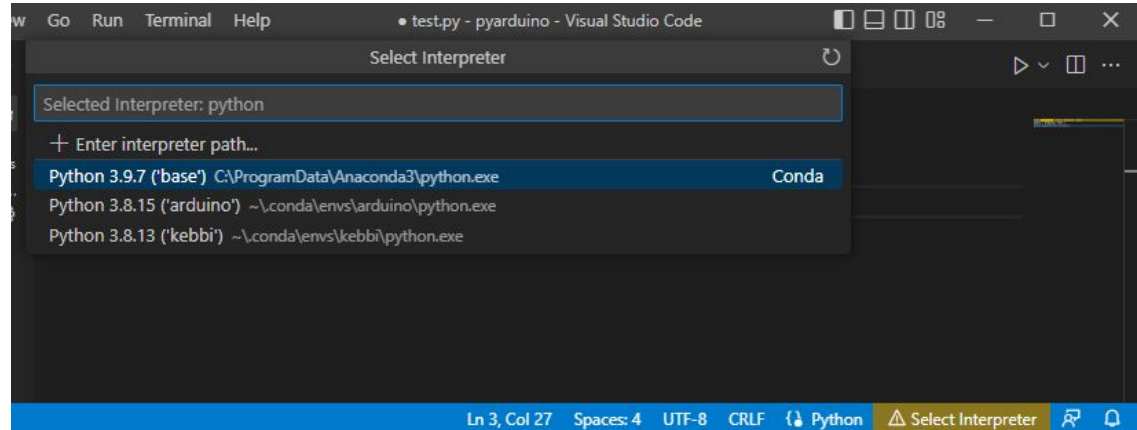 Go Run Terminal Help ● test.py - pyarduino - Visual Studio Code
Select Interpreter
Selected Interpreter: python
+ Enter interpreter path...
Python 3.9.7 ('base') C:\ProgramData\Anaconda3\python.exe Conda
Python 3.8.15 ('arduino') ~\.conda\envs\arduino\python.exe
Python 3.8.13 ('kebbi') ~\.conda\envs\kebbi\python.exe
Ln 3, Col 27 Spaces: 4 UTF-8 CRLF Python Select Interpreter